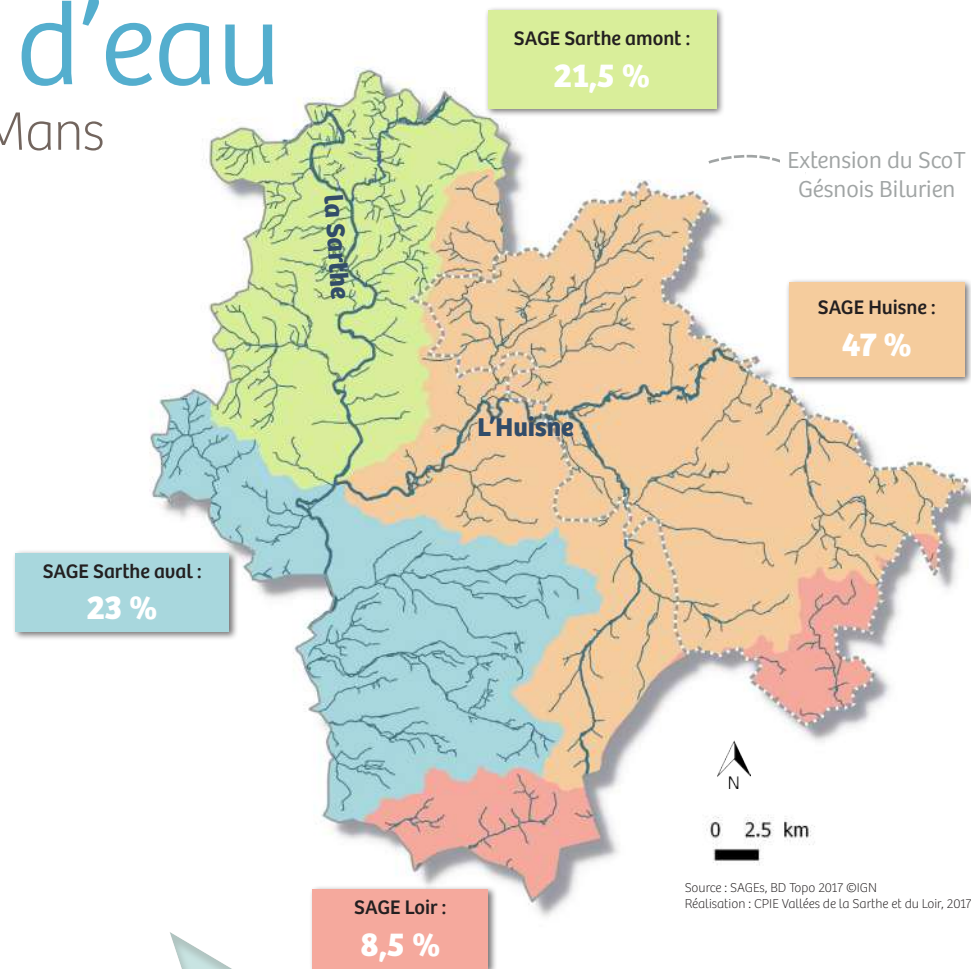 d'eau
Mans
SAGE Sarthe amont :
21,5 %
Extension du ScoT
Gésnois Bilurien
La Sarthe
SAGE Huisne :
47 %
L'Huisne
SAGE Sarthe aval :
23 %
N
0 2.5 km
Source : SAGEs, BD Topo 2017 ©IGN
Réalisation : CPIE Vallées de la Sarthe et du Loir, 2017
SAGE Loir :
8,5 %